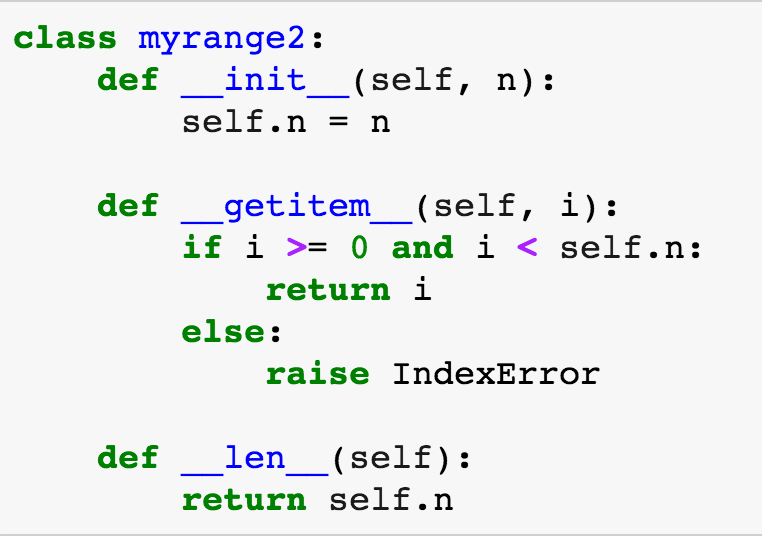 class myrange2:
    def __init__(self, n):
        self.n = n

    def __getitem__(self, i):
        if i >= 0 and i < self.n:
            return i
        else:
            raise IndexError

    def __len__(self):
        return self.n